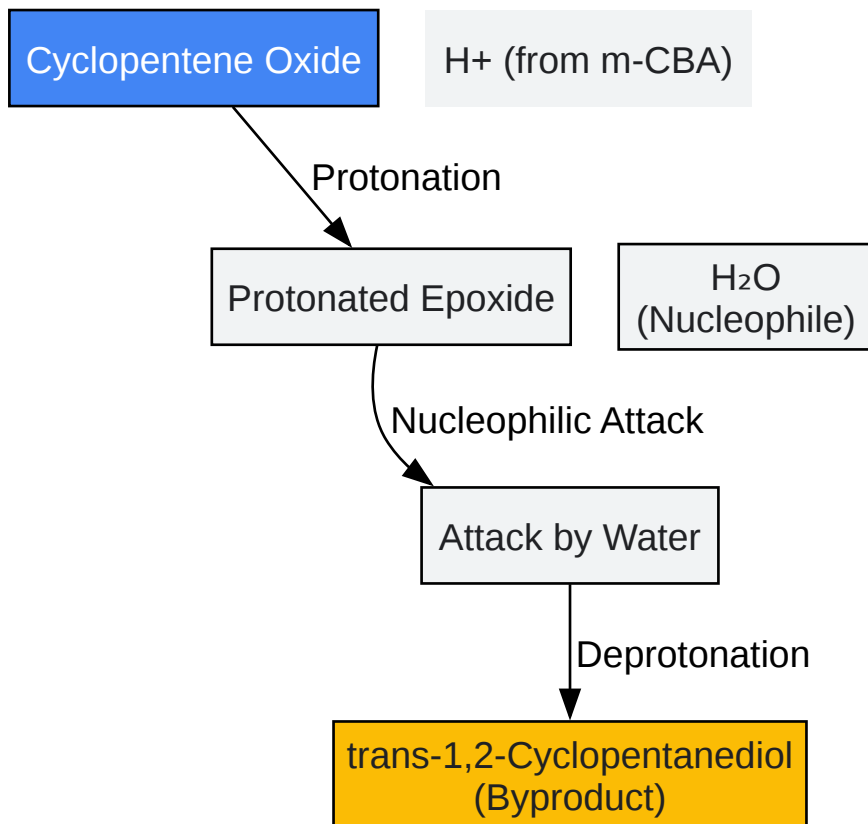 Cyclopentene Oxide
H+ (from m-CBA)
Protonation
Protonated Epoxide
H₂O
(Nucleophile)
Nucleophilic Attack
Attack by Water
Deprotonation
trans-1,2-Cyclopentanediol
(Byproduct)